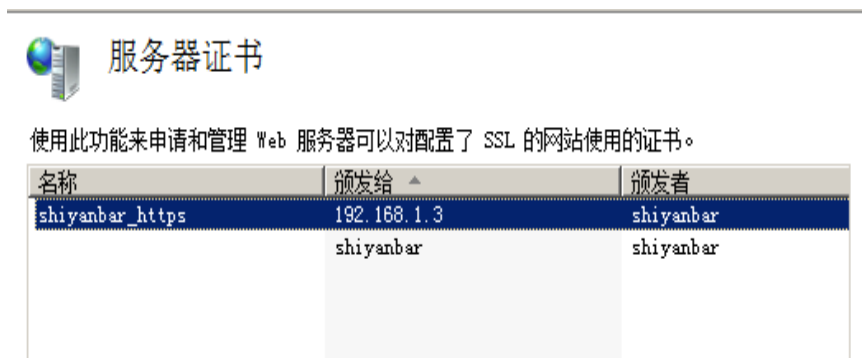 服务器证书
使用此功能来申请和管理 Web 服务器可以对配置了 SSL 的网站使用的证书。
名称 颁发给 颁发者
shiyanbar_https 192.168.1.3 shiyanbar
shiyanbar shiyanbar